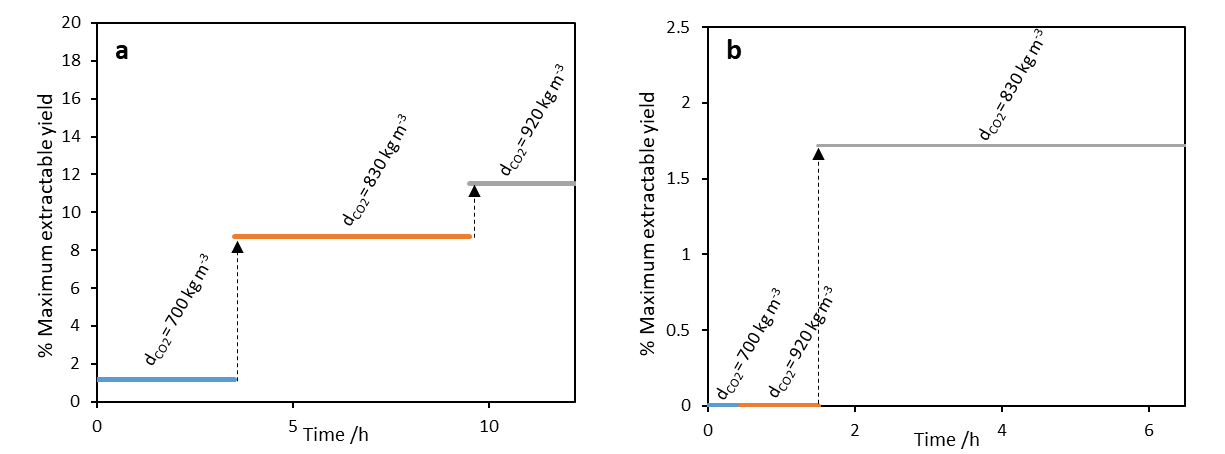 a
% Maximum extractable yield
20
18
16
14
12
10
8
6
4
2
0
dCO2 = 700 kg m-3
dCO2 = 830 kg m-3
dCO2 = 920 kg m-3
0
5
10
Time /h
b
% Maximum extractable yield
2.5
2
1.5
1
0.5
0
dCO2 = 700 kg m-3
dCO2 = 920 kg m-3
dCO2 = 830 kg m-3
0
2
4
6
Time /h